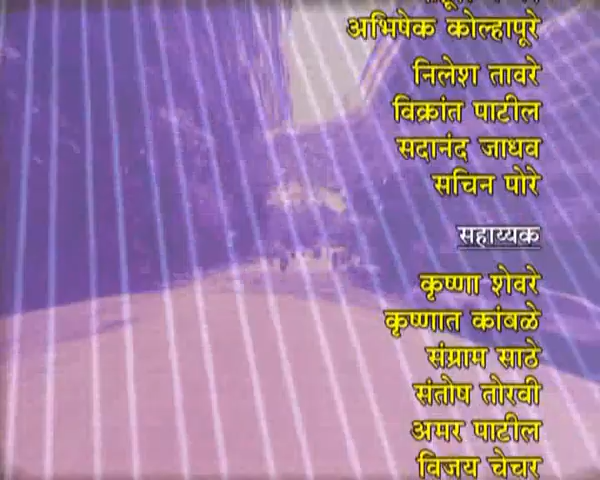 अभिषेक कोल्हापूरे
निलेश तावरे
विक्रांत पाटील
सदानंद जाधव
सचिन पोरे
सहाय्यक
कृष्णा शेवरे
कृष्णात कांबळे
संग्राम साठे
संतोष तोरवी
अमर पाटील
विजय चेचर